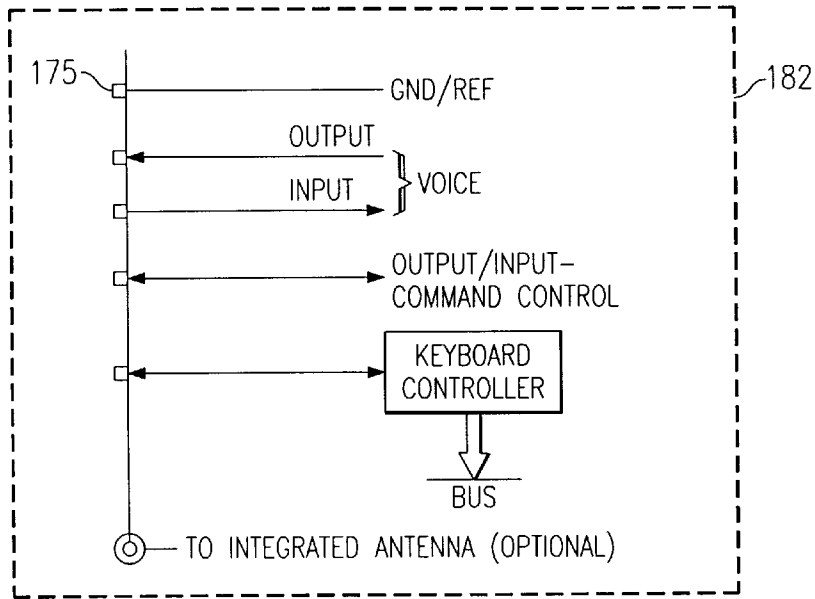 175
GND/REF
182
OUTPUT
VOICE
INPUT
OUTPUT/INPUT-
COMMAND CONTROL
KEYBOARD
CONTROLLER
BUS
TO INTEGRATED ANTENNA (OPTIONAL)